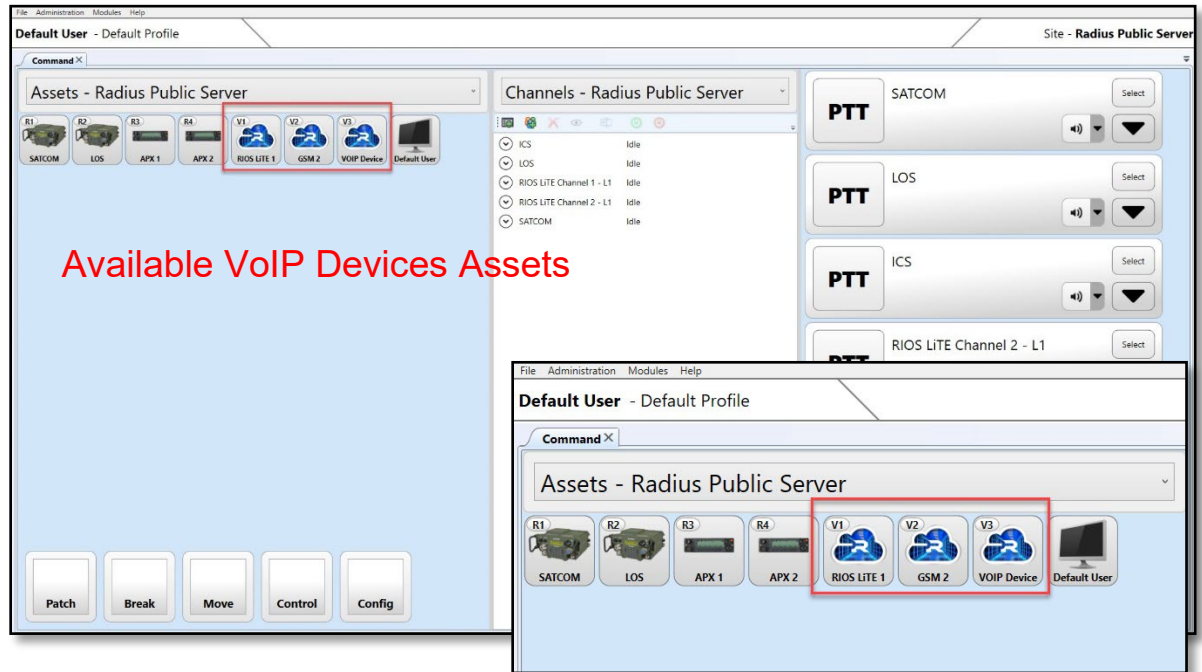 File Administration Modules Help
Default User - Default Profile
Site - Radius Public Server
Command
Assets - Radius Public Server
R1 R2 R3 R4 V1 V2 V3
SATCOM LOS APX 1 APX 2 RIOS LiTE 1 GSM 2 VOIP Device Default User
Available VoIP Devices Assets
Patch Break Move Control Config
Channels - Radius Public Server
ICS Idle
LOS Idle
RIOS LiTE Channel 1 - L1 Idle
RIOS LiTE Channel 2 - L1 Idle
SATCOM Idle
PTT SATCOM Select
PTT LOS Select
PTT ICS Select
PTT RIOS LiTE Channel 2 - L1 Select
File Administration Modules Help
Default User - Default Profile
Command
Assets - Radius Public Server
R1 R2 R3 R4 V1 V2 V3
SATCOM LOS APX 1 APX 2 RIOS LiTE 1 GSM 2 VOIP Device Default User